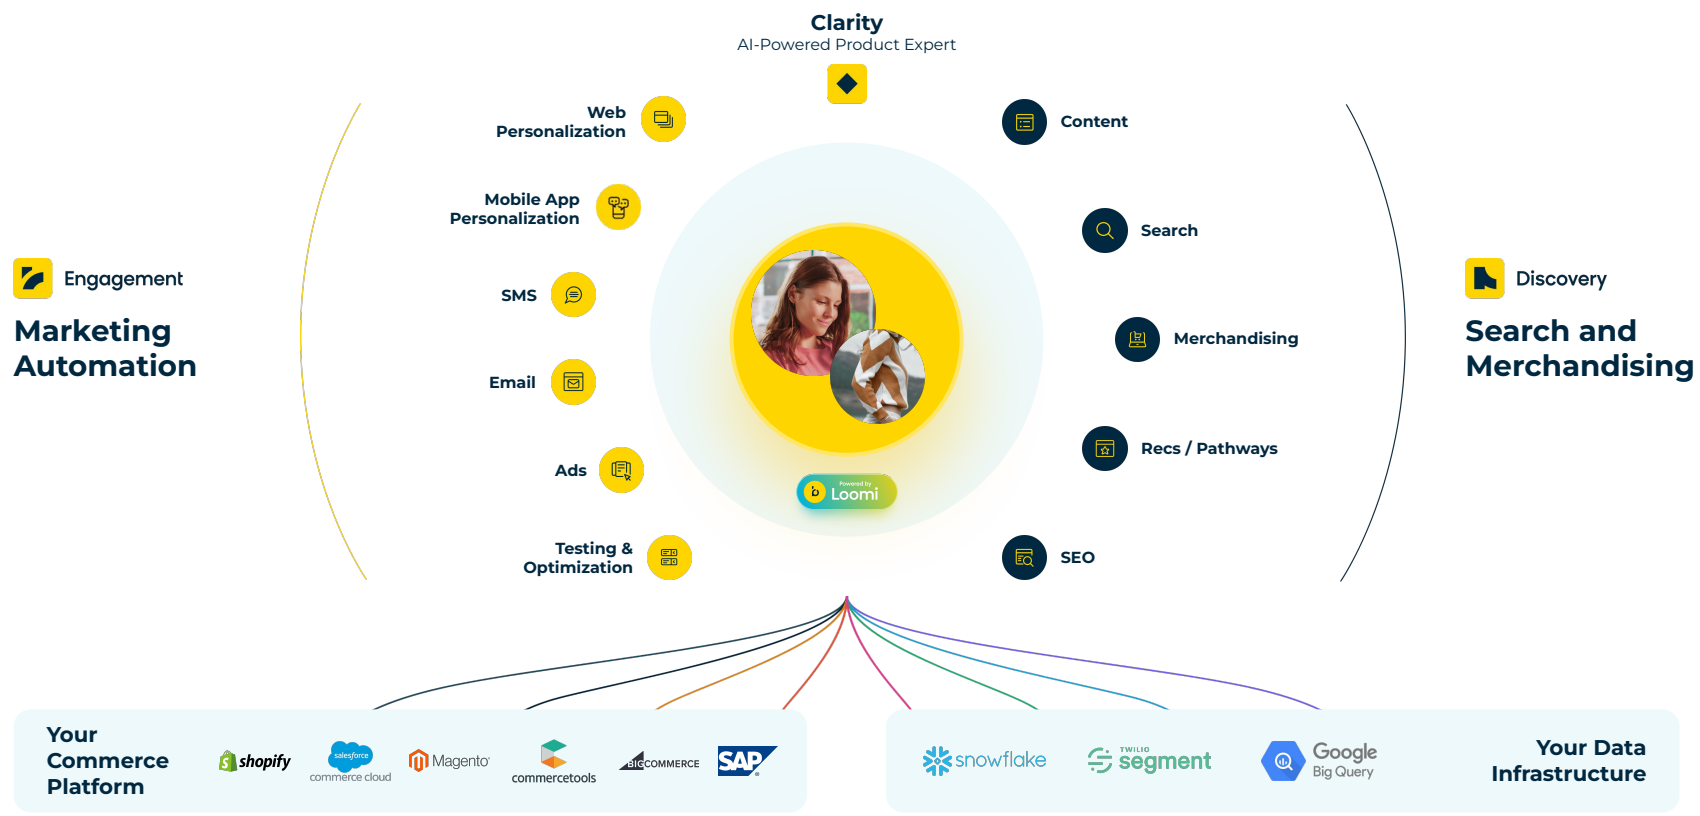 Clarity
AI-Powered Product Expert
Web
Personalization
Mobile App
Personalization
SMS
Email
Ads
Testing &
Optimization
Content
Search
Merchandising
Recs / Pathways
SEO
Engagement
Marketing
Automation
Discovery
Search and
Merchandising
Powered by
Loomi
Your
Commerce
Platform
shopify
salesforce
commerce cloud
Magento
commercetools
BIGCOMMERCE
SAP
snowflake
TWILIO
segment
Google
Big Query
Your Data
Infrastructure